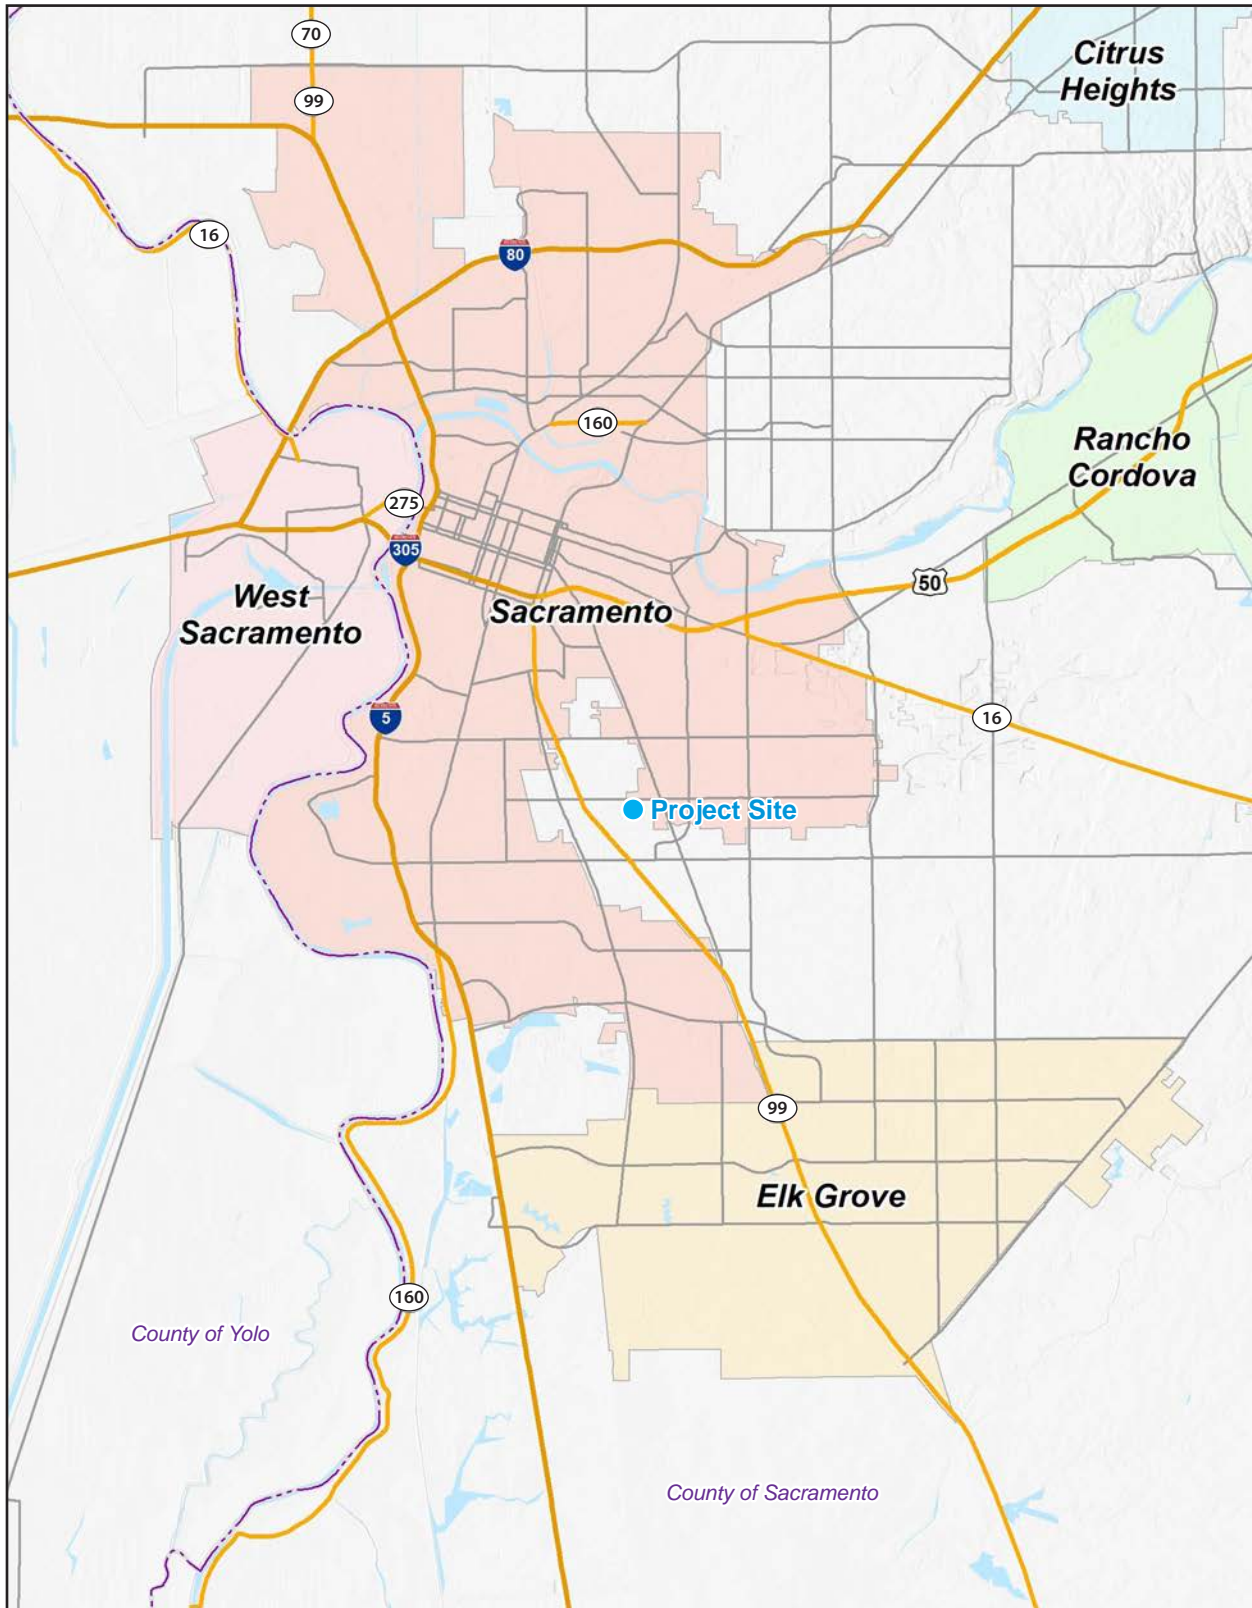 70
Citrus
Heights
99
16
80
160
Rancho
Cordova
275
305
50
West
Sacramento
Sacramento
16
5
Project Site
99
Elk Grove
160
County of Yolo
County of Sacramento